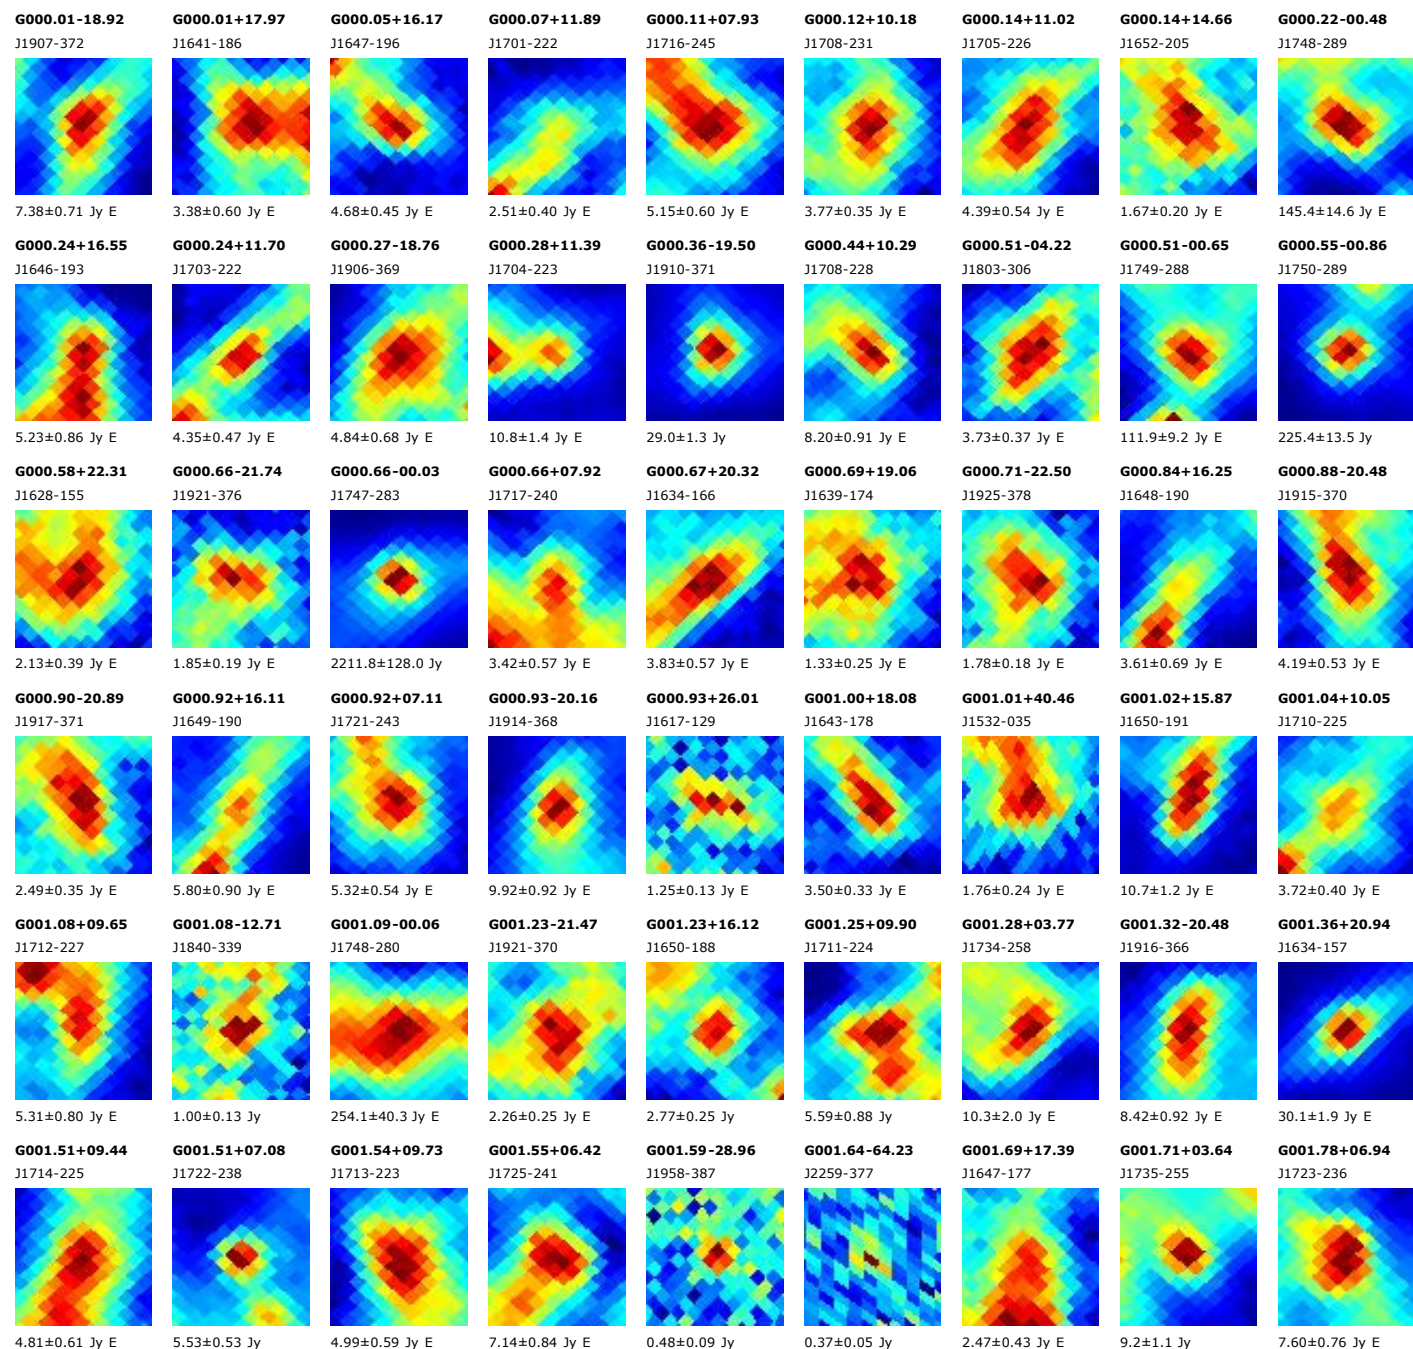 G000.01-18.92 G000.01+17.97 G000.05+16.17 G000.07+11.89 G000.11+07.93 G000.12+10.18 G000.14+11.02 G000.14+14.66 G000.22-00.48
J1907-372 J1641-186 J1647-196 J1701-222 J1716-245 J1708-231 J1705-226 J1652-205 J1748-289
7.38±0.71 Jy E 3.38±0.60 Jy E 4.68±0.45 Jy E 2.51±0.40 Jy E 5.15±0.60 Jy E 3.77±0.35 Jy E 4.39±0.54 Jy E 1.67±0.20 Jy E 145.4±14.6 Jy E
G000.24+16.55 G000.24+11.70 G000.27-18.76 G000.28+11.39 G000.36-19.50 G000.44+10.29 G000.51-04.22 G000.51-00.65 G000.55-00.86
J1646-193 J1703-222 J1906-369 J1704-223 J1910-371 J1708-228 J1803-306 J1749-288 J1750-289
5.23±0.86 Jy E 4.35±0.47 Jy E 4.84±0.68 Jy E 10.8±1.4 Jy E 29.0±1.3 Jy 8.20±0.91 Jy E 3.73±0.37 Jy E 111.9±9.2 Jy E 225.4±13.5 Jy
G000.58+22.31 G000.66-21.74 G000.66-00.03 G000.66+07.92 G000.67+20.32 G000.69+19.06 G000.71-22.50 G000.84+16.25 G000.88-20.48
J1628-155 J1921-376 J1747-283 J1717-240 J1634-166 J1639-174 J1925-378 J1648-190 J1915-370
2.13±0.39 Jy E 1.85±0.19 Jy E 2211.8±128.0 Jy 3.42±0.57 Jy E 3.83±0.57 Jy E 1.33±0.25 Jy E 1.78±0.18 Jy E 3.61±0.69 Jy E 4.19±0.53 Jy E
G000.90-20.89 G000.92+16.11 G000.92+07.11 G000.93-20.16 G000.93+26.01 G001.00+18.08 G001.01+40.46 G001.02+15.87 G001.04+10.05
J1917-371 J1649-190 J1721-243 J1914-368 J1617-129 J1643-178 J1532-035 J1650-191 J1710-225
2.49±0.35 Jy E 5.80±0.90 Jy E 5.32±0.54 Jy E 9.92±0.92 Jy E 1.25±0.13 Jy E 3.50±0.33 Jy E 1.76±0.24 Jy E 10.7±1.2 Jy E 3.72±0.40 Jy E
G001.08+09.65 G001.08-12.71 G001.09-00.06 G001.23-21.47 G001.23+16.12 G001.25+09.90 G001.28+03.77 G001.32-20.48 G001.36+20.94
J1712-227 J1840-339 J1748-280 J1921-370 J1650-188 J1711-224 J1734-258 J1916-366 J1634-157
5.31±0.80 Jy E 1.00±0.13 Jy 254.1±40.3 Jy E 2.26±0.25 Jy E 2.77±0.25 Jy 5.59±0.88 Jy E 10.3±2.0 Jy E 8.42±0.92 Jy E 30.1±1.9 Jy E
G001.51+09.44 G001.51+07.08 G001.54+09.73 G001.55+06.42 G001.59-28.96 G001.64-64.23 G001.69+17.39 G001.71+03.64 G001.78+06.94
J1714-225 J1722-238 J1713-223 J1725-241 J1958-387 J2259-377 J1647-177 J1735-255 J1723-236
4.81±0.61 Jy E 5.53±0.53 Jy 4.99±0.59 Jy E 7.14±0.84 Jy E 0.48±0.09 Jy 0.37±0.05 Jy 2.47±0.43 Jy E 9.2±1.1 Jy 7.60±0.76 Jy E